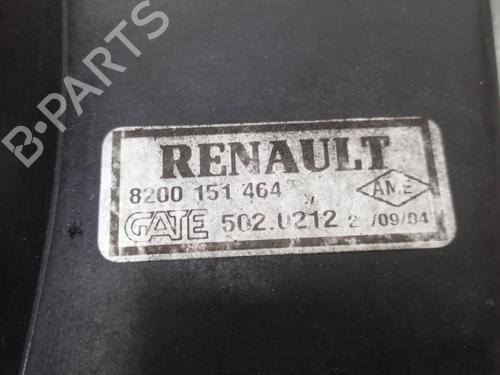 B-PARTS
RENAULT
8200 151 464
AME
GATE 502.0212 /09/04